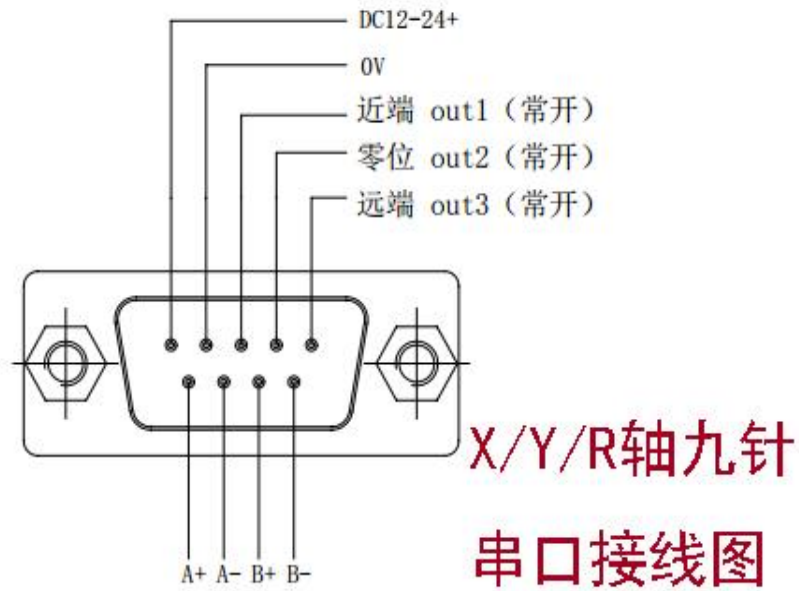 DC12-24+
0V
近端 out1（常开）
零位 out2（常开）
远端 out3（常开）
X/Y/R轴九针
串口接线图
A+ A- B+ B-